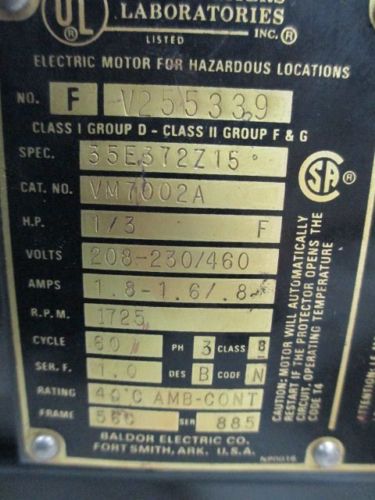 UL
LABORATORIES
® LISTED INC.®
ELECTRIC MOTOR FOR HAZARDOUS LOCATIONS
NO. F V255339
CLASS I GROUP D - CLASS II GROUP F & G
SPEC. 35E372Z15
CAT. NO. VM7002A
H.P. 1/3 F
VOLTS 208-230/460
AMPS 1.8-1.6/.8
R.P.M. 1725
CYCLE 60 PH 3 CLASS B
SER. F. 1.0 DES B CODE N
RATING 40°C AMB-CONT
FRAME 56C SER 885
BALDOR ELECTRIC CO.
FORT SMITH, ARK. U.S.A.
NP0016
SA
®
CAUTION: MOTOR WILL AUTOMATICALLY
RESTART IF THE PROTECTOR OPENS THE
CIRCUIT. OPERATING TEMPERATURE
CODE T4